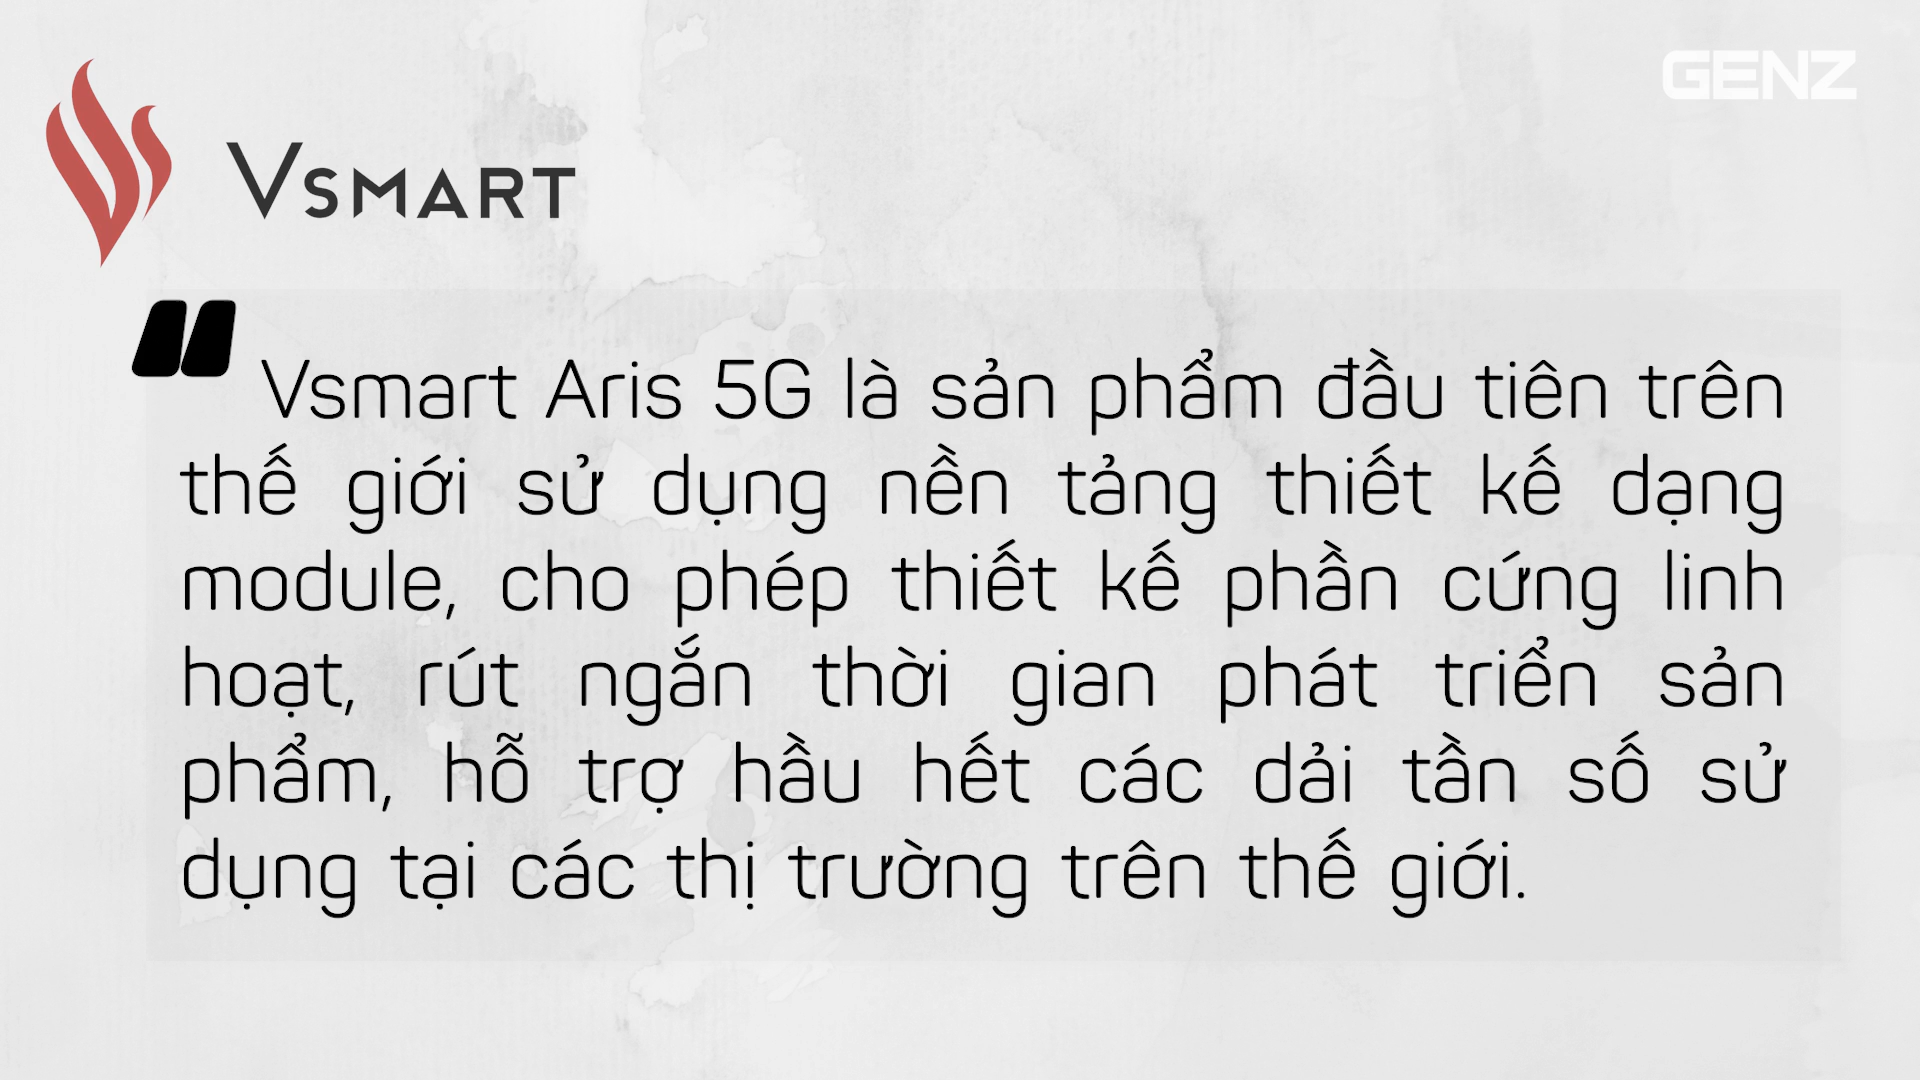 GENZ
VSMART
“ Vsmart Aris 5G là sản phẩm đầu tiên trên
thế giới sử dụng nền tảng thiết kế dạng
module, cho phép thiết kế phần cứng linh
hoạt, rút ngắn thời gian phát triển sản
phẩm, hỗ trợ hầu hết các dải tần số sử
dụng tại các thị trường trên thế giới.